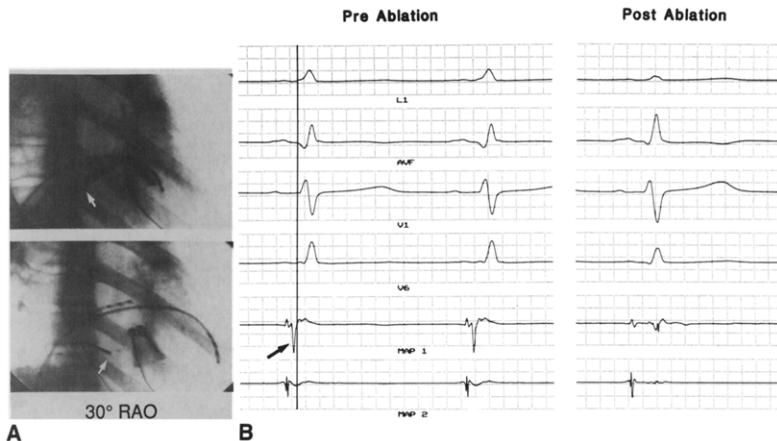 Pre Ablation
Post Ablation
L1
AVF
V1
V6
MAP 1
MAP 2
30° RAO
A
B